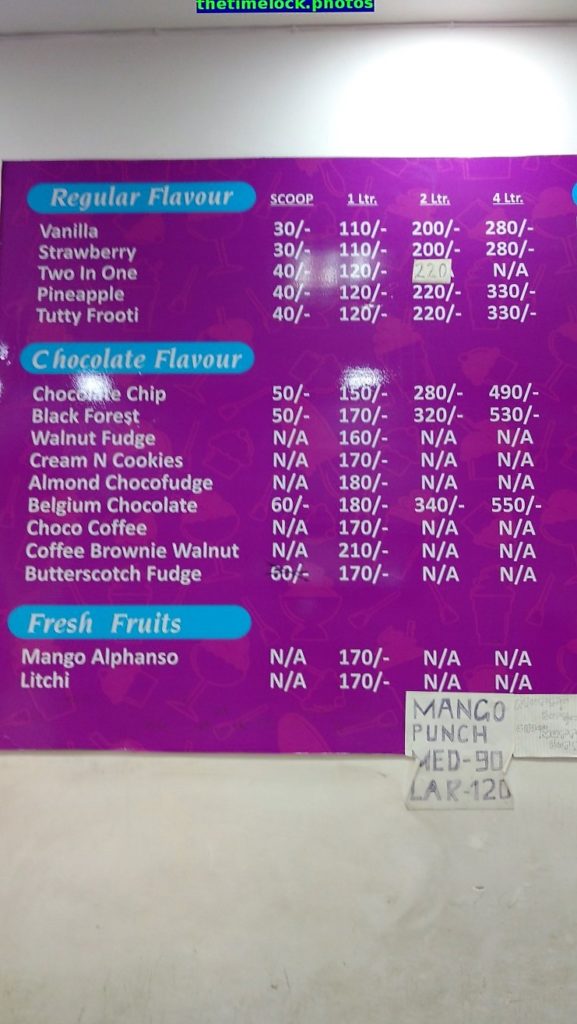 thetimelock.photos
Regular Flavour SCOOP 1 Ltr. 2 Ltr. 4 Ltr.
Vanilla 30/- 110/- 200/- 280/-
Strawberry 30/- 110/- 200/- 280/-
Two In One 40/- 120/- 220 N/A
Pineapple 40/- 120/- 220/- 330/-
Tutty Frooti 40/- 120/- 220/- 330/-
Chocolate Flavour
Chocolate Chip 50/- 150/- 280/- 490/-
Black Forest 50/- 170/- 320/- 530/-
Walnut Fudge N/A 160/- N/A N/A
Cream N Cookies N/A 170/- N/A N/A
Almond Chocofudge N/A 180/- N/A N/A
Belgium Chocolate 60/- 180/- 340/- 550/-
Choco Coffee N/A 170/- N/A N/A
Coffee Brownie Walnut N/A 210/- N/A N/A
Butterscotch Fudge 60/- 170/- N/A N/A
Fresh Fruits
Mango Alphanso N/A 170/- N/A N/A
Litchi N/A 170/- N/A N/A
MANGO
PUNCH
MED-90
LAR-120